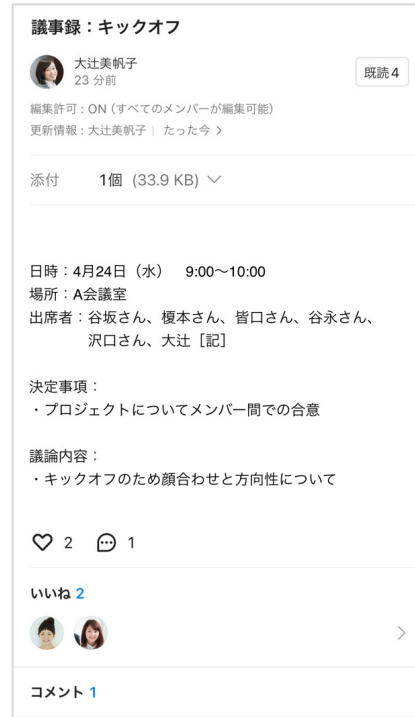 議事録：キックオフ
大辻美帆子
23 分前
既読4
編集許可 : ON (すべてのメンバーが編集可能)
更新情報 : 大辻美帆子 | たった今 >
添付 1個 (33.9 KB)
日時：4月24日（水） 9:00〜10:00
場所：A会議室
出席者：谷坂さん、榎本さん、皆口さん、谷永さん、
沢口さん、大辻［記］
決定事項：
・プロジェクトについてメンバー間での合意
議論内容：
・キックオフのため顔合わせと方向性について
2 1
いいね 2
コメント 1